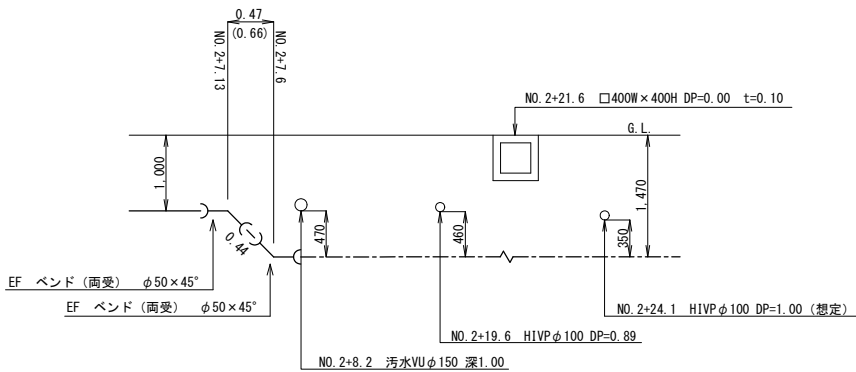 0.47
(0.66)
NO.2+7.13
NO.2+7.6
NO.2+21.6 □400W×400H DP=0.00 t=0.10
G.L.
1,000
1,470
470
460
350
0.44
EF ベンド（両受） φ50×45°
EF ベンド（両受） φ50×45°
NO.2+24.1 HIVPφ100 DP=1.00（想定）
NO.2+19.6 HIVPφ100 DP=0.89
NO.2+8.2 汚水VUφ150 深1.00